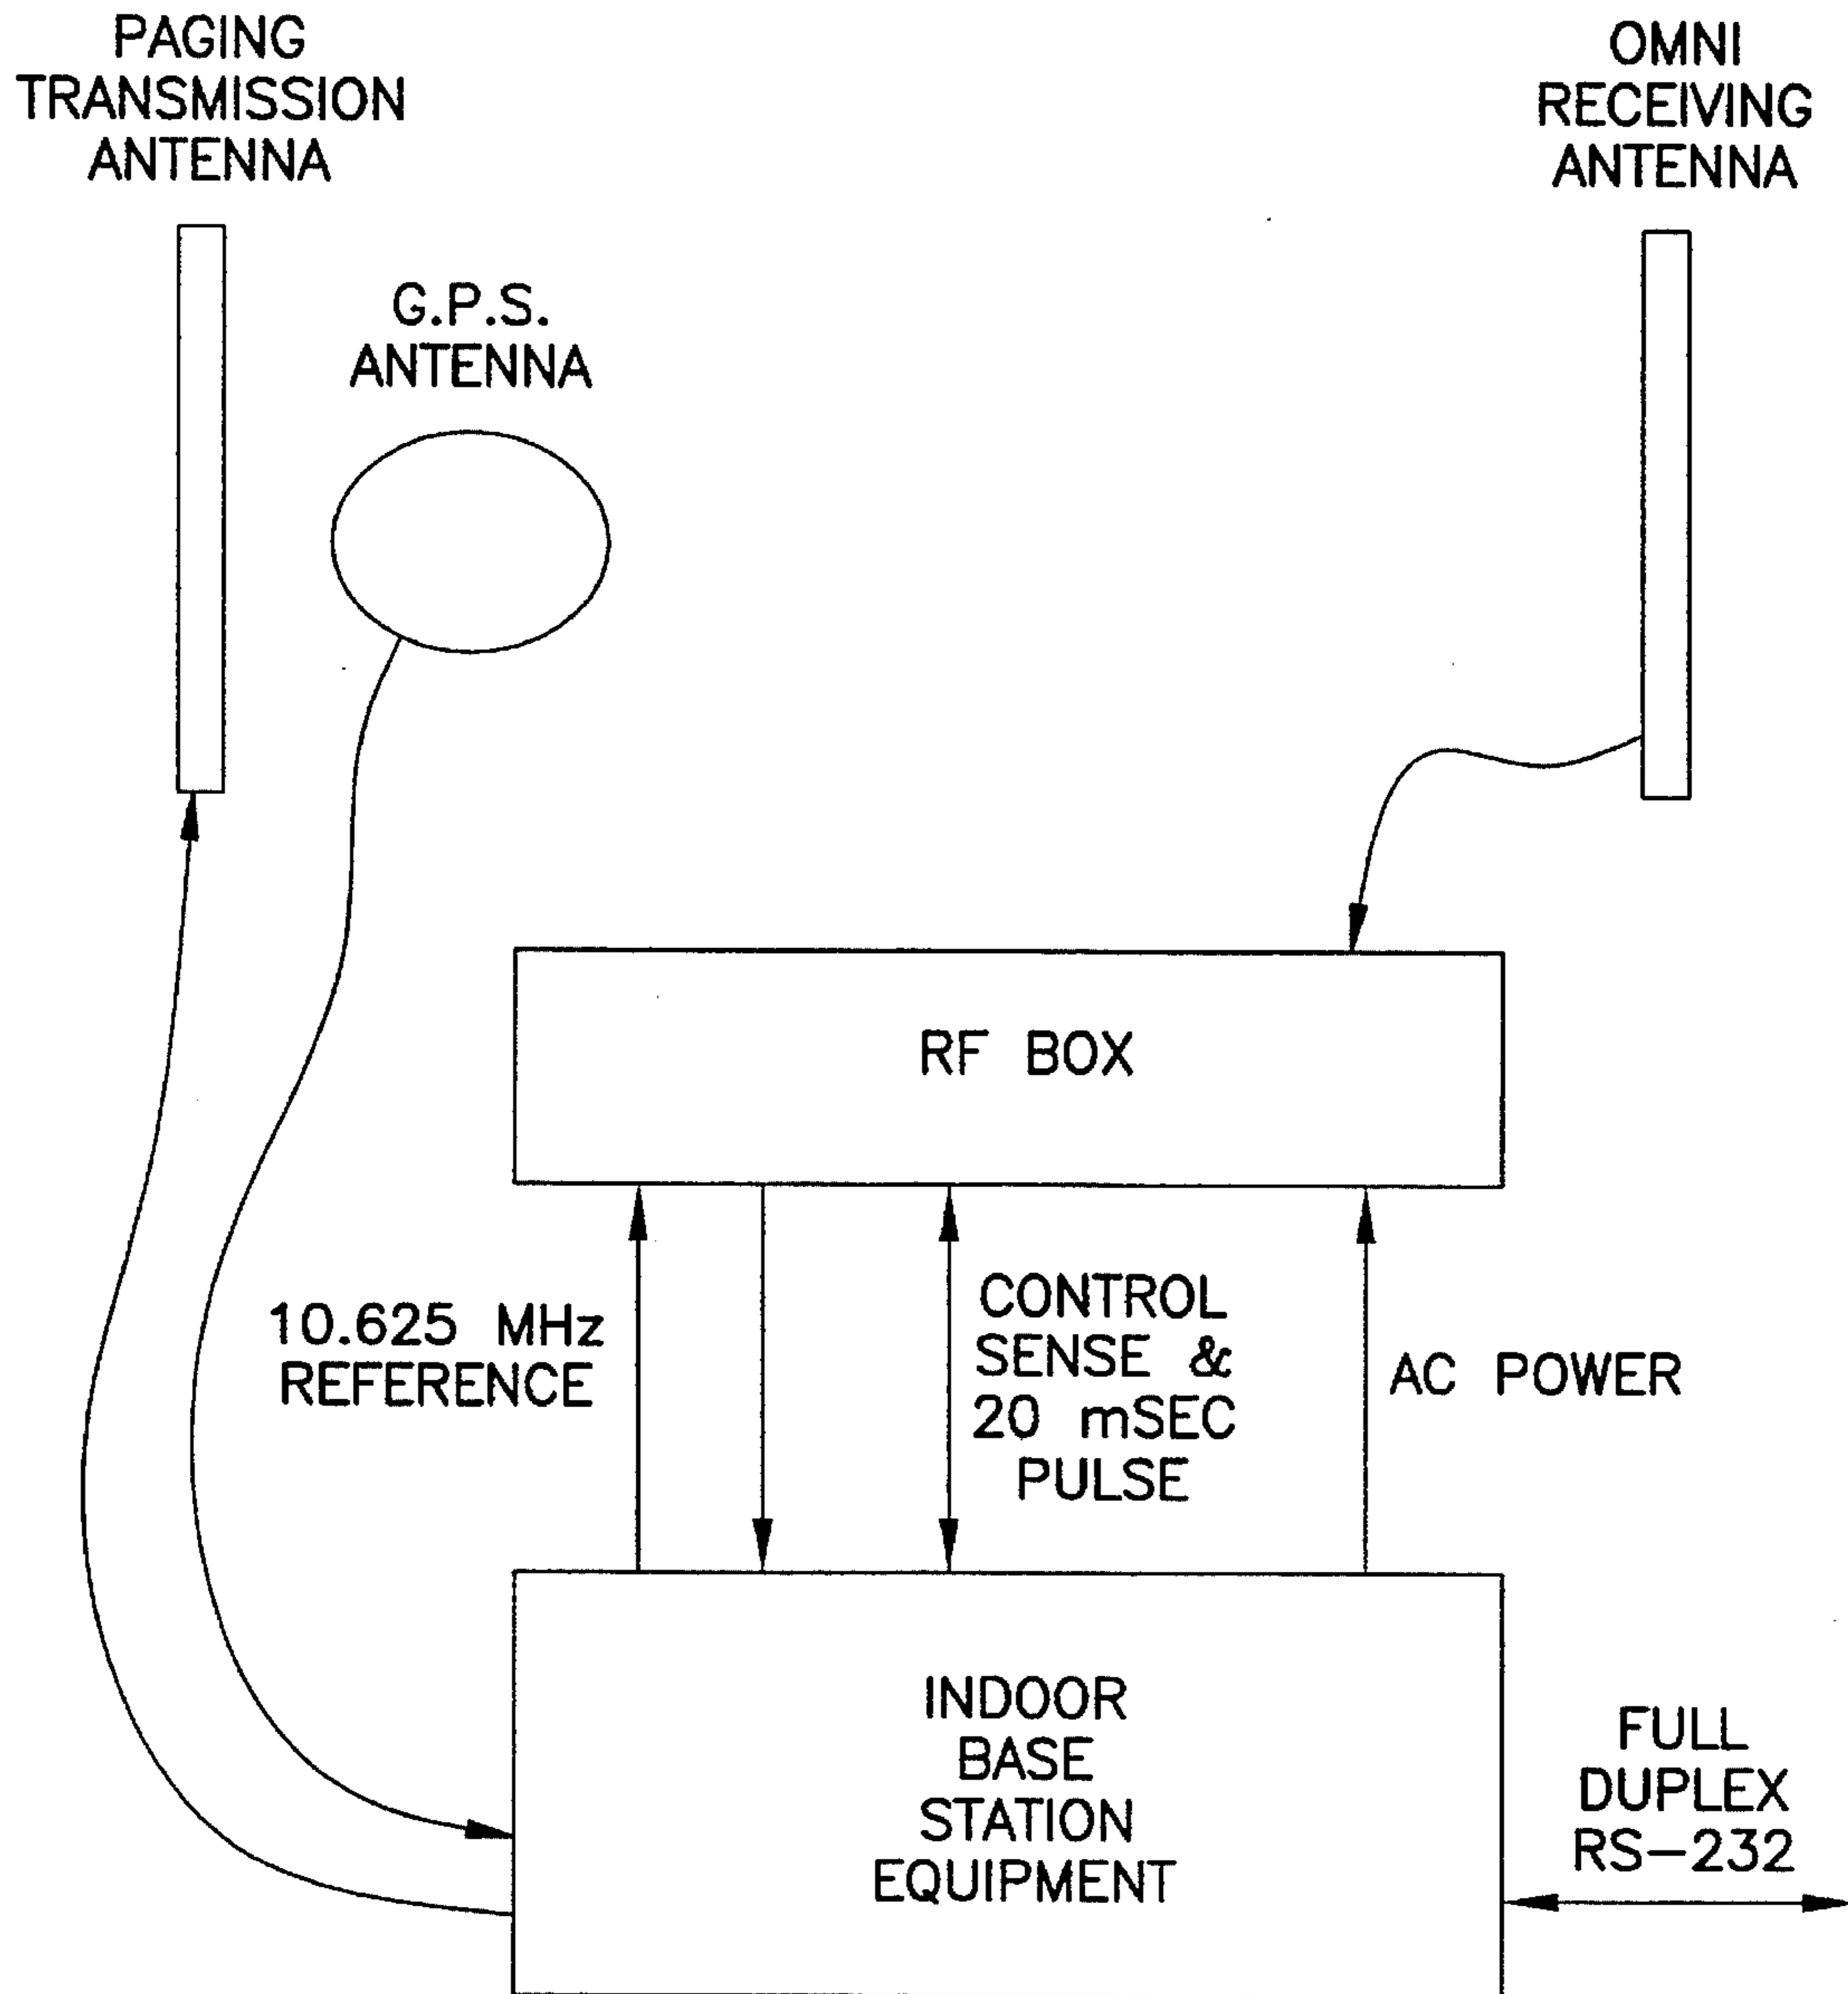 PAGING
TRANSMISSION
ANTENNA
OMNI
RECEIVING
ANTENNA
G.P.S.
ANTENNA
RF BOX
10.625 MHz
REFERENCE
CONTROL
SENSE &
20 mSEC
PULSE
AC POWER
INDOOR
BASE
STATION
EQUIPMENT
FULL
DUPLEX
RS-232